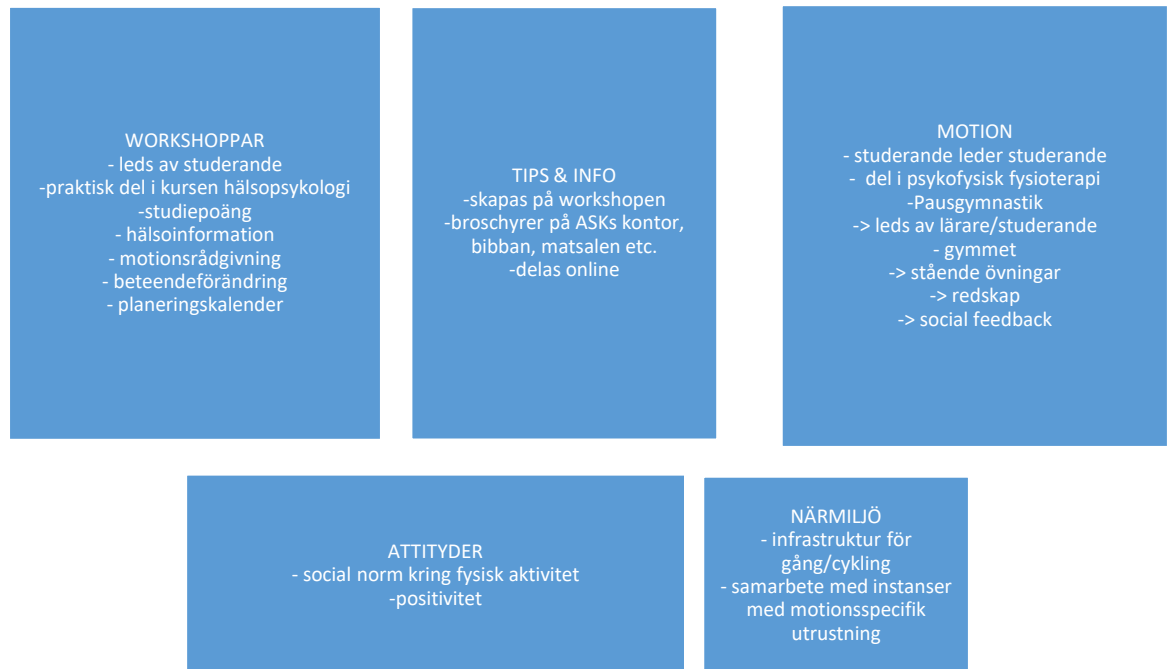 WORKSHOPPAR
- leds av studerande
-praktisk del i kursen hälsopsykologi
-studiepoäng
- hälsoinformation
- motionsrådgivning
- beteendeförändring
- planeringskalender
TIPS & INFO
-skapas på workshopen
-broschyrer på ASKs kontor,
bibban, matsalen etc.
-delas online
MOTION
- studerande leder studerande
- del i psykofysisk fysioterapi
-Pausgymnastik
-> leds av lärare/studerande
- gymmet
-> stående övningar
-> redskap
-> social feedback
ATTITYDER
- social norm kring fysisk aktivitet
-positivitet
NÄRMILJÖ
- infrastruktur för
gång/cykling
- samarbete med instanser
med motionsspecifik
utrustning